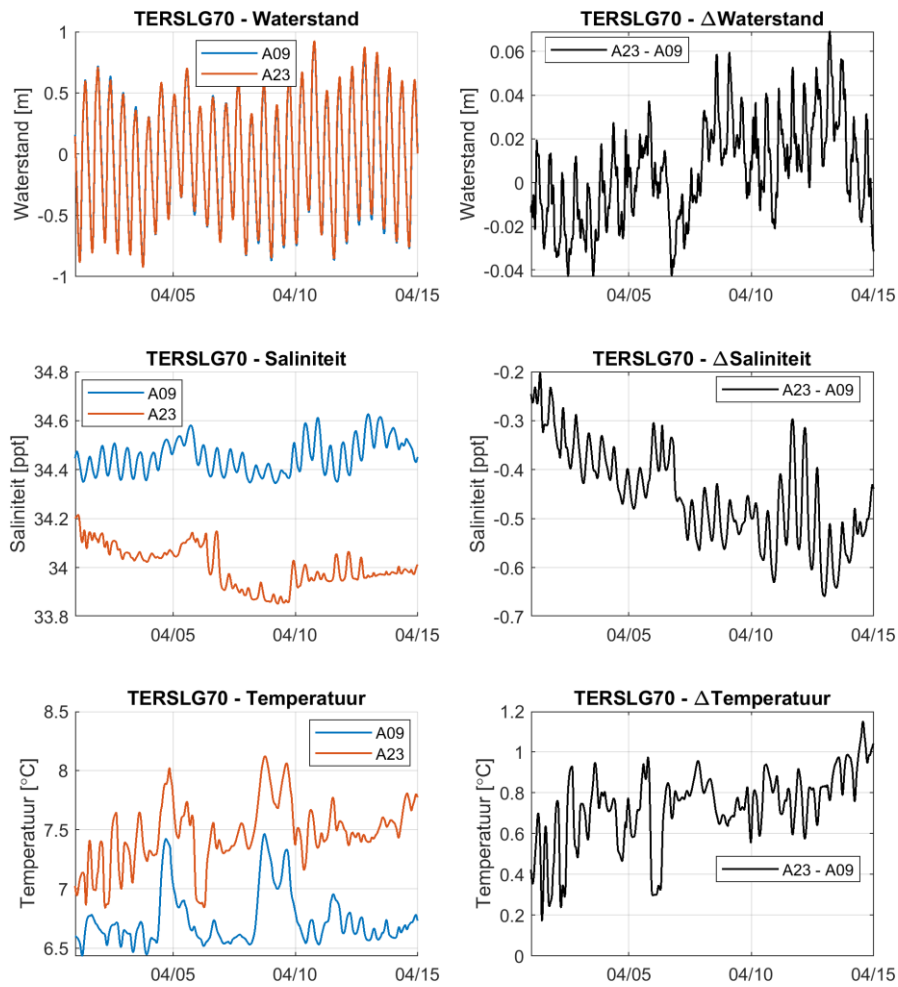 TERSLG70 - Waterstand
Waterstand [m]
1
0.5
0
-0.5
-1
A09
A23
04/05
04/10
04/15
TERSLG70 - ΔWaterstand
Waterstand [m]
0.06
0.04
0.02
0
-0.02
-0.04
A23 - A09
04/05
04/10
04/15
TERSLG70 - Saliniteit
Saliniteit [ppt]
34.8
34.6
34.4
34.2
34
33.8
A09
A23
04/05
04/10
04/15
TERSLG70 - ΔSaliniteit
Saliniteit [ppt]
-0.2
-0.3
-0.4
-0.5
-0.6
-0.7
A23 - A09
04/05
04/10
04/15
TERSLG70 - Temperatuur
Temperatuur [°C]
8.5
8
7.5
7
6.5
A09
A23
04/05
04/10
04/15
TERSLG70 - ΔTemperatuur
Temperatuur [°C]
1.2
1
0.8
0.6
0.4
0.2
0
A23 - A09
04/05
04/10
04/15